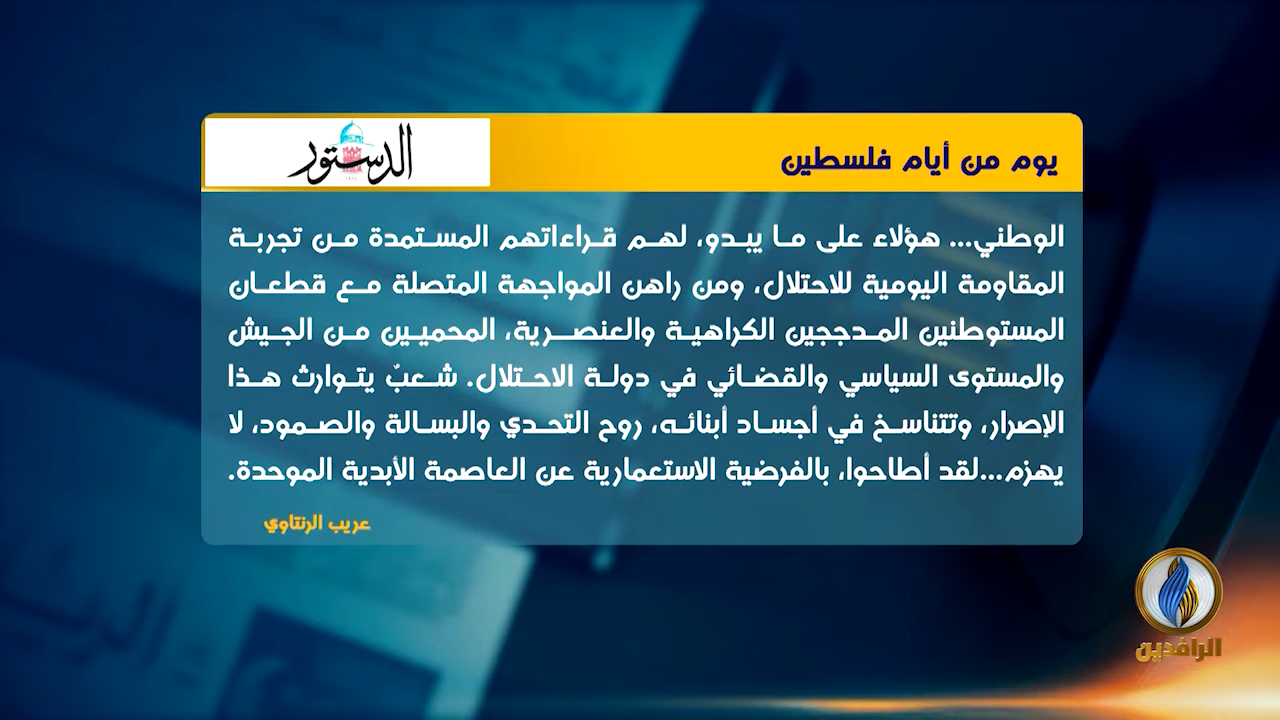 الدستور
يوم من أيام فلسطين
الوطني... هؤلاء على ما يبدو، لهم قراءاتهم المستمدة من تجربة
المقاومة اليومية للاحتلال، ومن راهن المواجهة المتصلة مع قطعان
المستوطنين المدججين الكراهية والعنصرية، المحميين من الجيش
والمستوى السياسي والقضائي في دولة الاحتلال. شعبٌ يتوارث هذا
الإصرار، وتتناسخ في أجساد أبنائه، روح التحدي والبسالة والصمود، لا
يهزم...لقد أطاحوا، بالفرضية الاستعمارية عن العاصمة الأبدية الموحدة.
عريب الرنتاوي
الرافدين